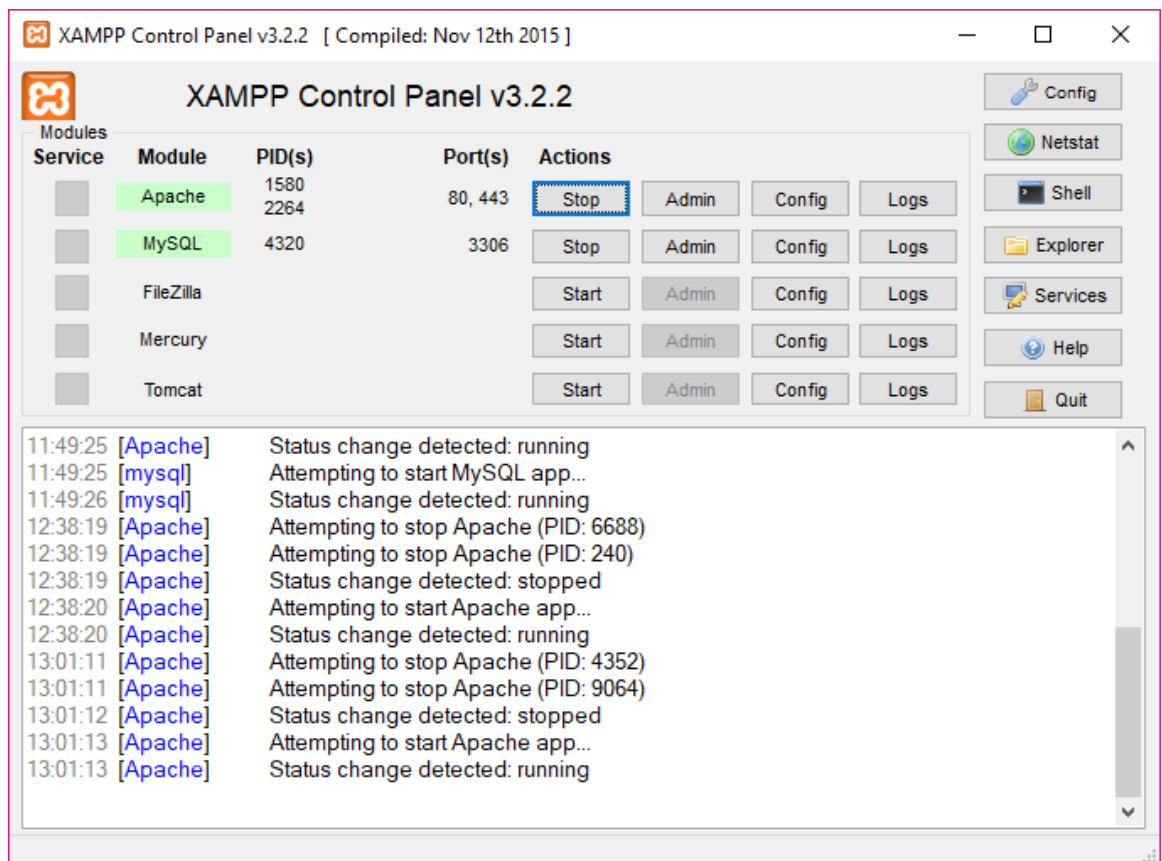 XAMPP Control Panel v3.2.2 [ Compiled: Nov 12th 2015 ]
XAMPP Control Panel v3.2.2
Config
Modules
Service Module PID(s) Port(s) Actions
Netstat
Apache 1580 2264 80, 443 Stop Admin Config Logs
Shell
MySQL 4320 3306 Stop Admin Config Logs
Explorer
FileZilla Start Admin Config Logs
Services
Mercury Start Admin Config Logs
Help
Tomcat Start Admin Config Logs
Quit
11:49:25 [Apache] Status change detected: running
11:49:25 [mysql] Attempting to start MySQL app...
11:49:26 [mysql] Status change detected: running
12:38:19 [Apache] Attempting to stop Apache (PID: 6688)
12:38:19 [Apache] Attempting to stop Apache (PID: 240)
12:38:19 [Apache] Status change detected: stopped
12:38:20 [Apache] Attempting to start Apache app...
12:38:20 [Apache] Status change detected: running
13:01:11 [Apache] Attempting to stop Apache (PID: 4352)
13:01:11 [Apache] Attempting to stop Apache (PID: 9064)
13:01:12 [Apache] Status change detected: stopped
13:01:13 [Apache] Attempting to start Apache app...
13:01:13 [Apache] Status change detected: running